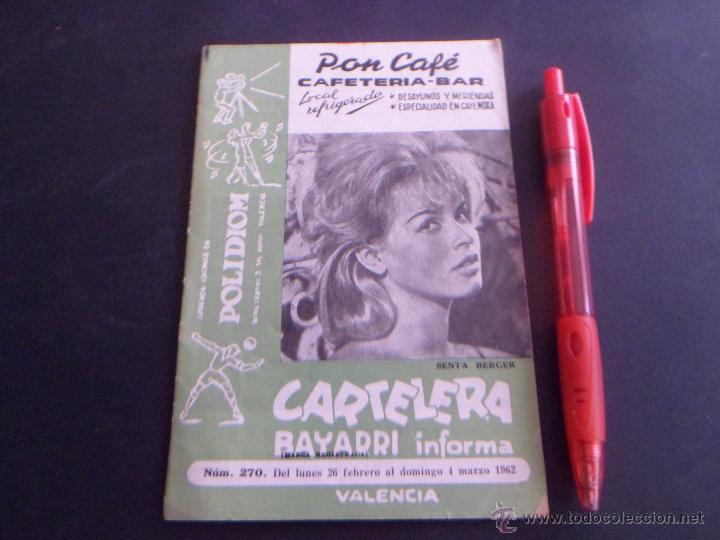 Pon Café
CAFETERIA-BAR
Local refrigerado
* DESAYUNOS Y MERIENDAS
* ESPECIALIDAD EN CAFE MOKA
POLIDIOM
VALENCIA
SENTA BERGER
CARTELERA
BAYARRI informa
(MARCA REGISTRADA)
Núm. 270. Del lunes 26 febrero al domingo 4 marzo 1962
VALENCIA
© www.todocoleccion.net